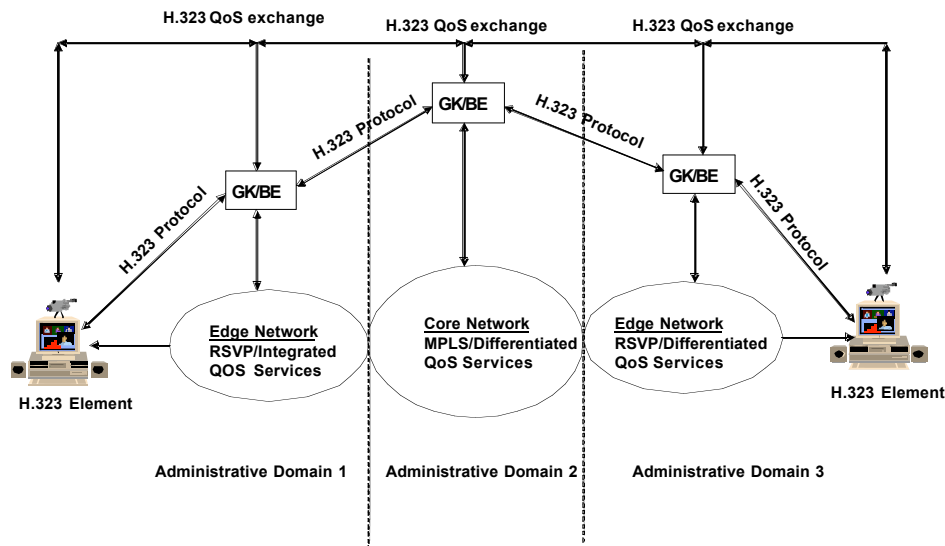 H.323 QoS exchange
H.323 QoS exchange
H.323 QoS exchange
GK/BE
H.323 Protocol
H.323 Protocol
GK/BE
GK/BE
H.323 Protocol
H.323 Protocol
Edge Network
RSVP/Integrated
QOS Services
Core Network
MPLS/Differentiated
QoS Services
Edge Network
RSVP/Differentiated
QoS Services
H.323 Element
H.323 Element
Administrative Domain 1
Administrative Domain 2
Administrative Domain 3